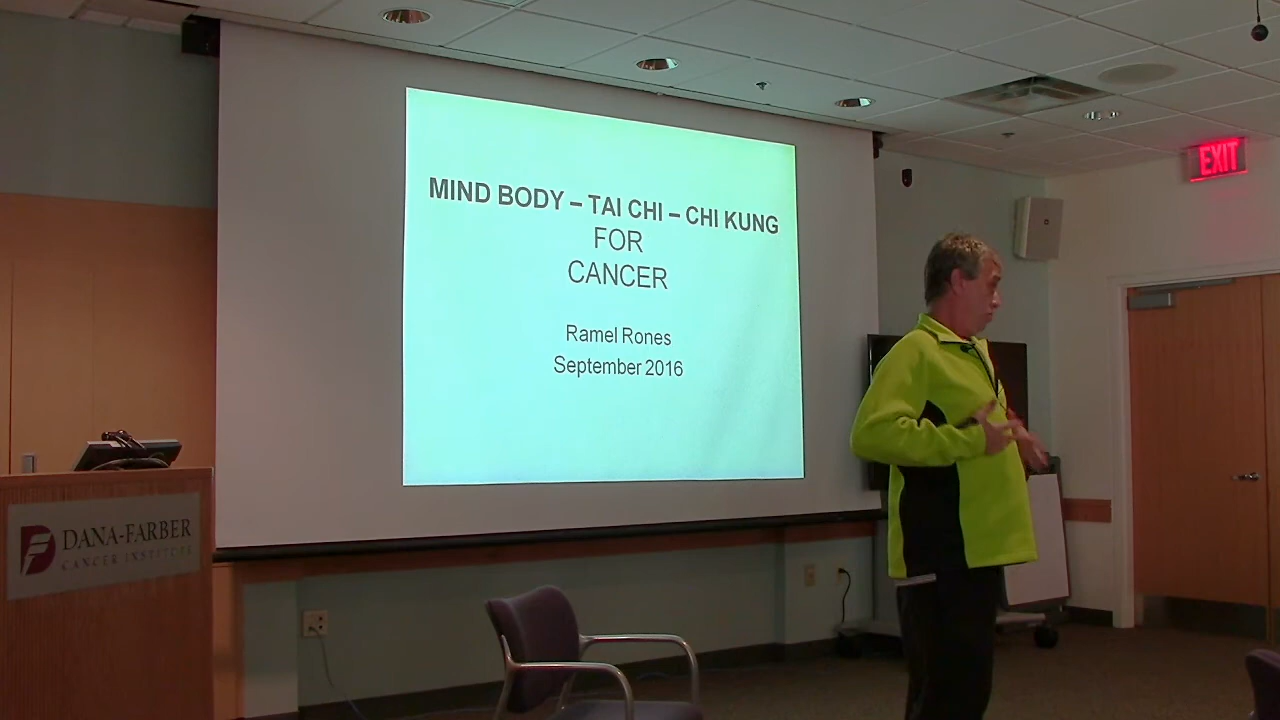 MIND BODY – TAI CHI – CHI KUNG
FOR
CANCER
Ramel Rones
September 2016
EXIT
DANA-FARBER
CANCER INSTITUTE